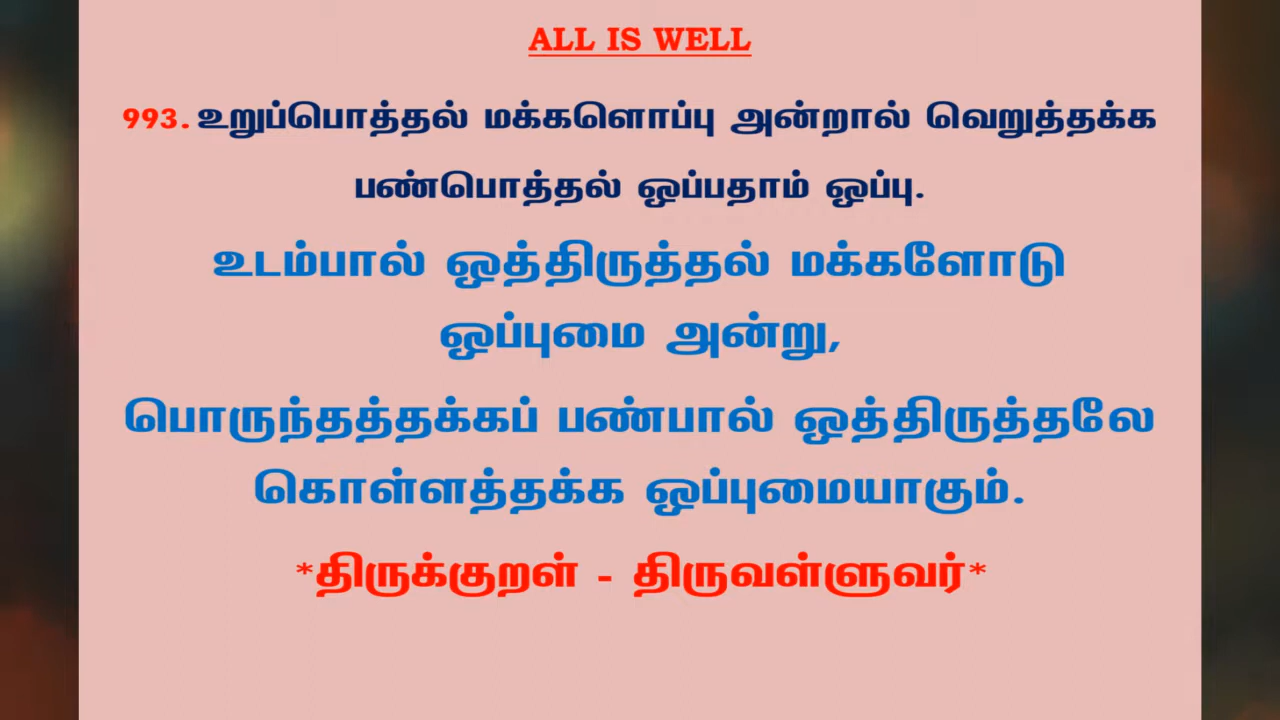 ALL IS WELL
993. உறுப்பொத்தல் மக்களொப்பு அன்றால் வெறுத்தக்க
பண்பொத்தல் ஒப்பதாம் ஒப்பு.
உடம்பால் ஒத்திருத்தல் மக்களோடு
ஒப்புமை அன்று,
பொருந்தத்தக்கப் பண்பால் ஒத்திருத்தலே
கொள்ளத்தக்க ஒப்புமையாகும்.
*திருக்குறள் - திருவள்ளுவர்*